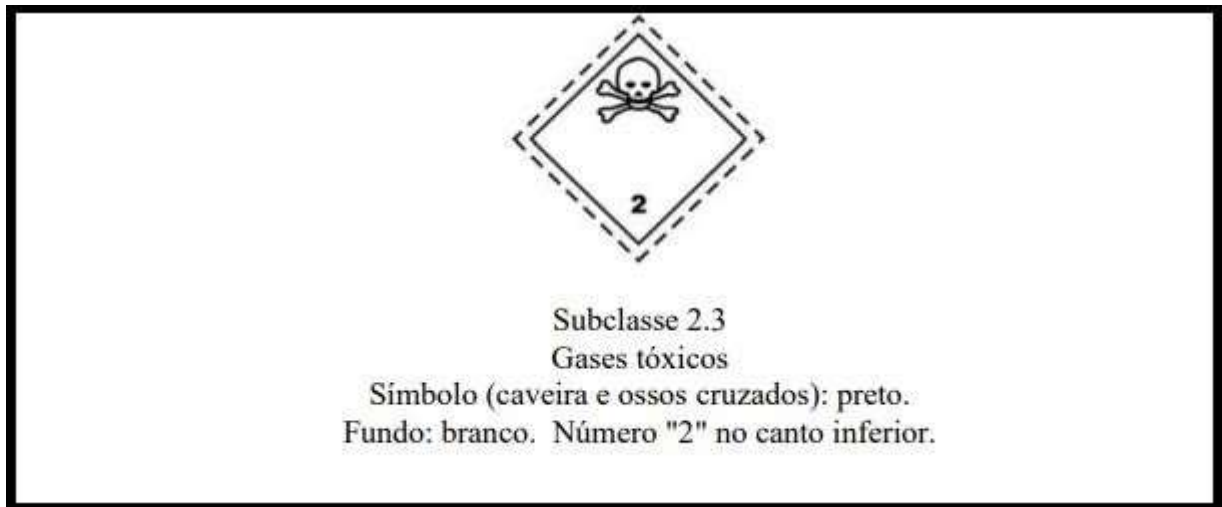 2
Subclasse 2.3
Gases tóxicos
Símbolo (caveira e ossos cruzados): preto.
Fundo: branco. Número "2" no canto inferior.